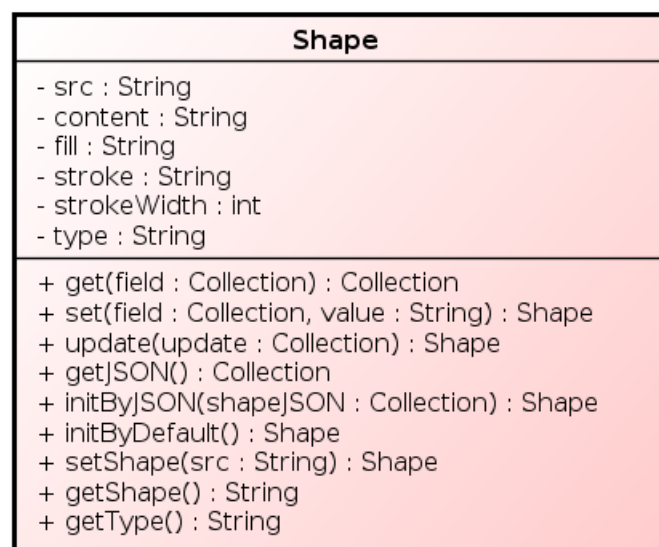 Shape
- src : String
- content : String
- fill : String
- stroke : String
- strokeWidth : int
- type : String
+ get(field : Collection) : Collection
+ set(field : Collection, value : String) : Shape
+ update(update : Collection) : Shape
+ getJSON() : Collection
+ initByJSON(shapeJSON : Collection) : Shape
+ initByDefault() : Shape
+ setShape(src : String) : Shape
+ getShape() : String
+ getType() : String